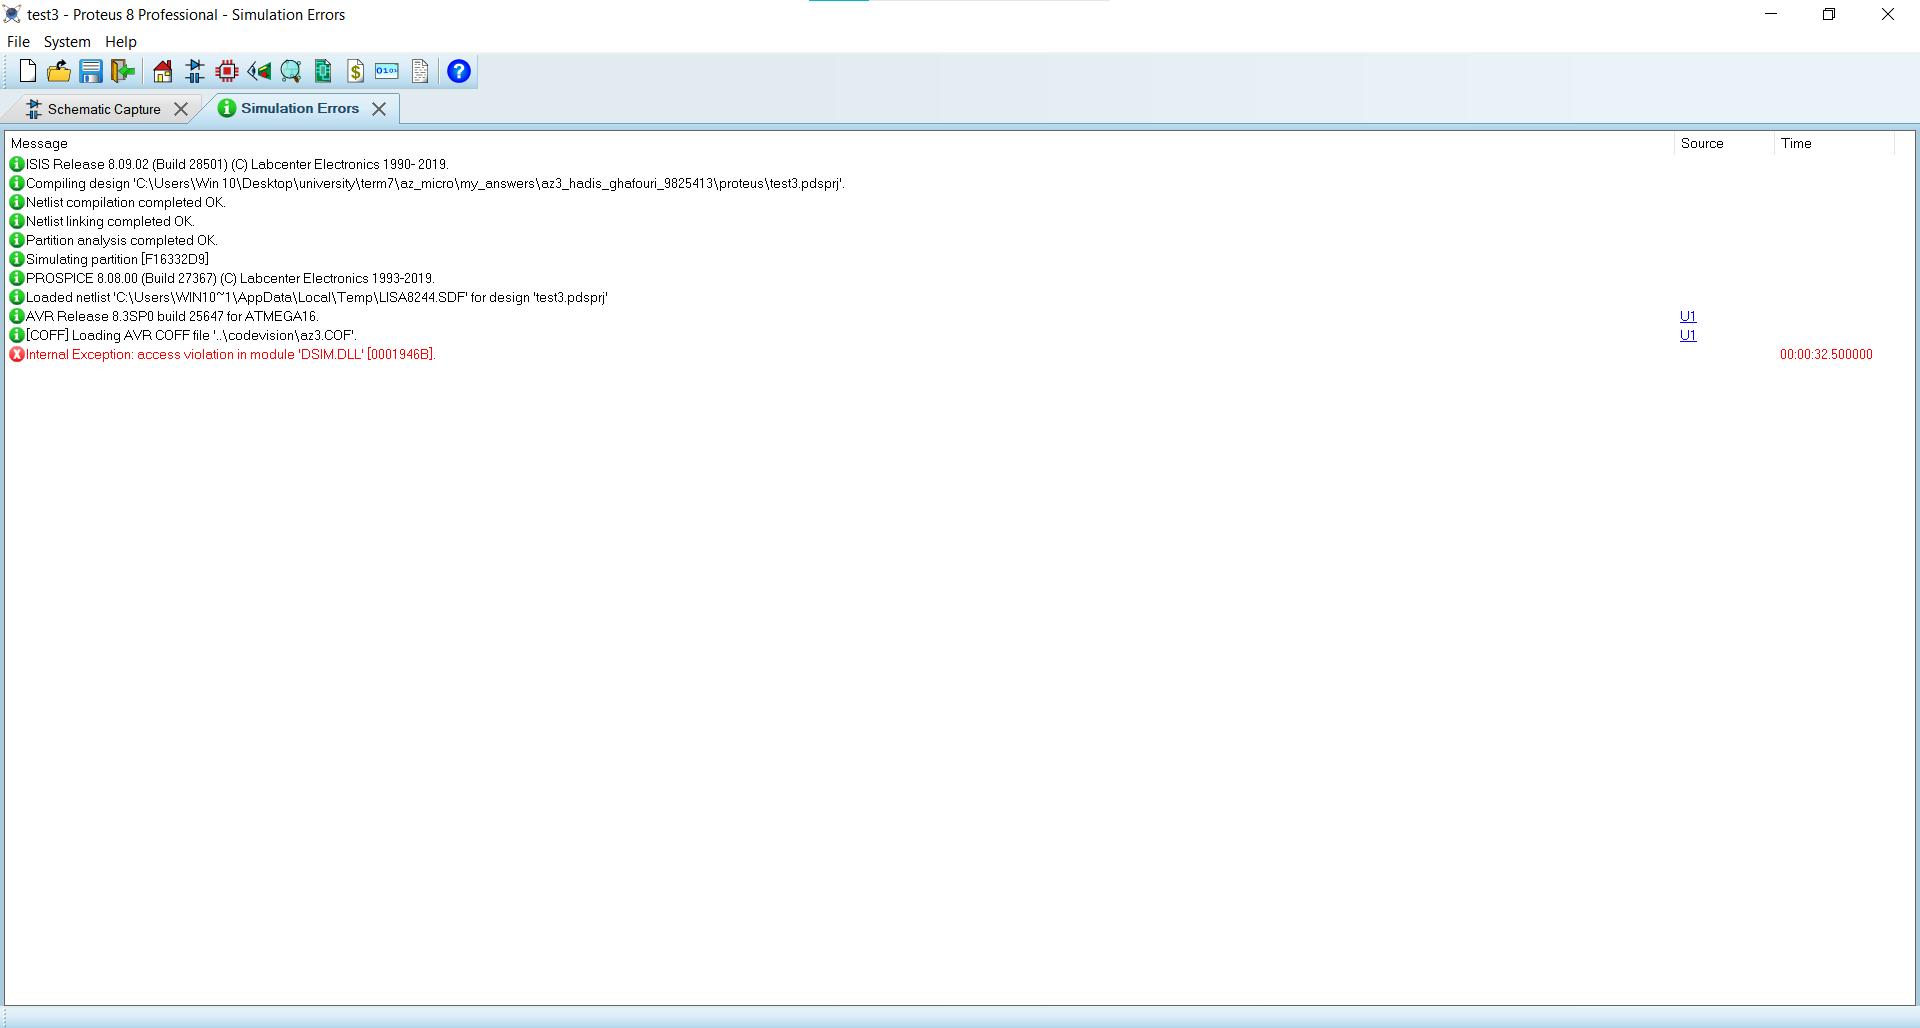 test3 - Proteus 8 Professional - Simulation Errors
File System Help
Schematic Capture Simulation Errors
Message Source Time
ISIS Release 8.09.02 (Build 28501) (C) Labcenter Electronics 1990- 2019.
Compiling design 'C:\Users\Win 10\Desktop\university\term7\az_micro\my_answers\az3_hadis_ghafouri_9825413\proteus\test3.pdsprj'.
Netlist compilation completed OK.
Netlist linking completed OK.
Partition analysis completed OK.
Simulating partition [F16332D9]
PROSPICE 8.08.00 (Build 27367) (C) Labcenter Electronics 1993-2019.
Loaded netlist 'C:\Users\WIN10~1\AppData\Local\Temp\LISA8244.SDF' for design 'test3.pdsprj'
AVR Release 8.3SP0 build 25647 for ATMEGA16. U1
[COFF] Loading AVR COFF file '..\codevision\az3.COF'. U1
Internal Exception: access violation in module 'DSIM.DLL' [0001946B]. 00:00:32.500000